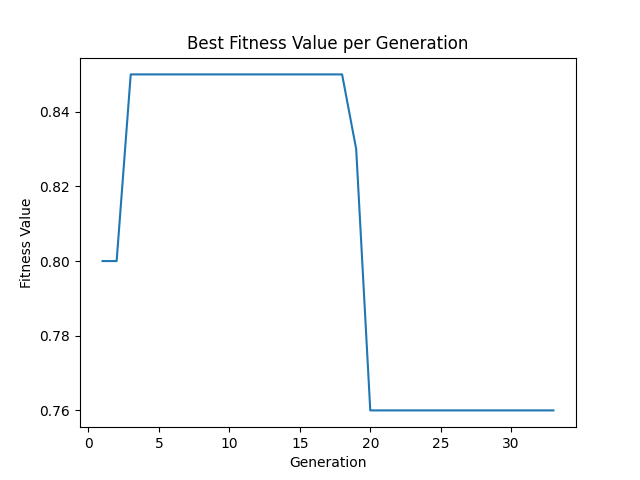 Best Fitness Value per Generation
Fitness Value
0.84
0.82
0.80
0.78
0.76
0 5 10 15 20 25 30
Generation